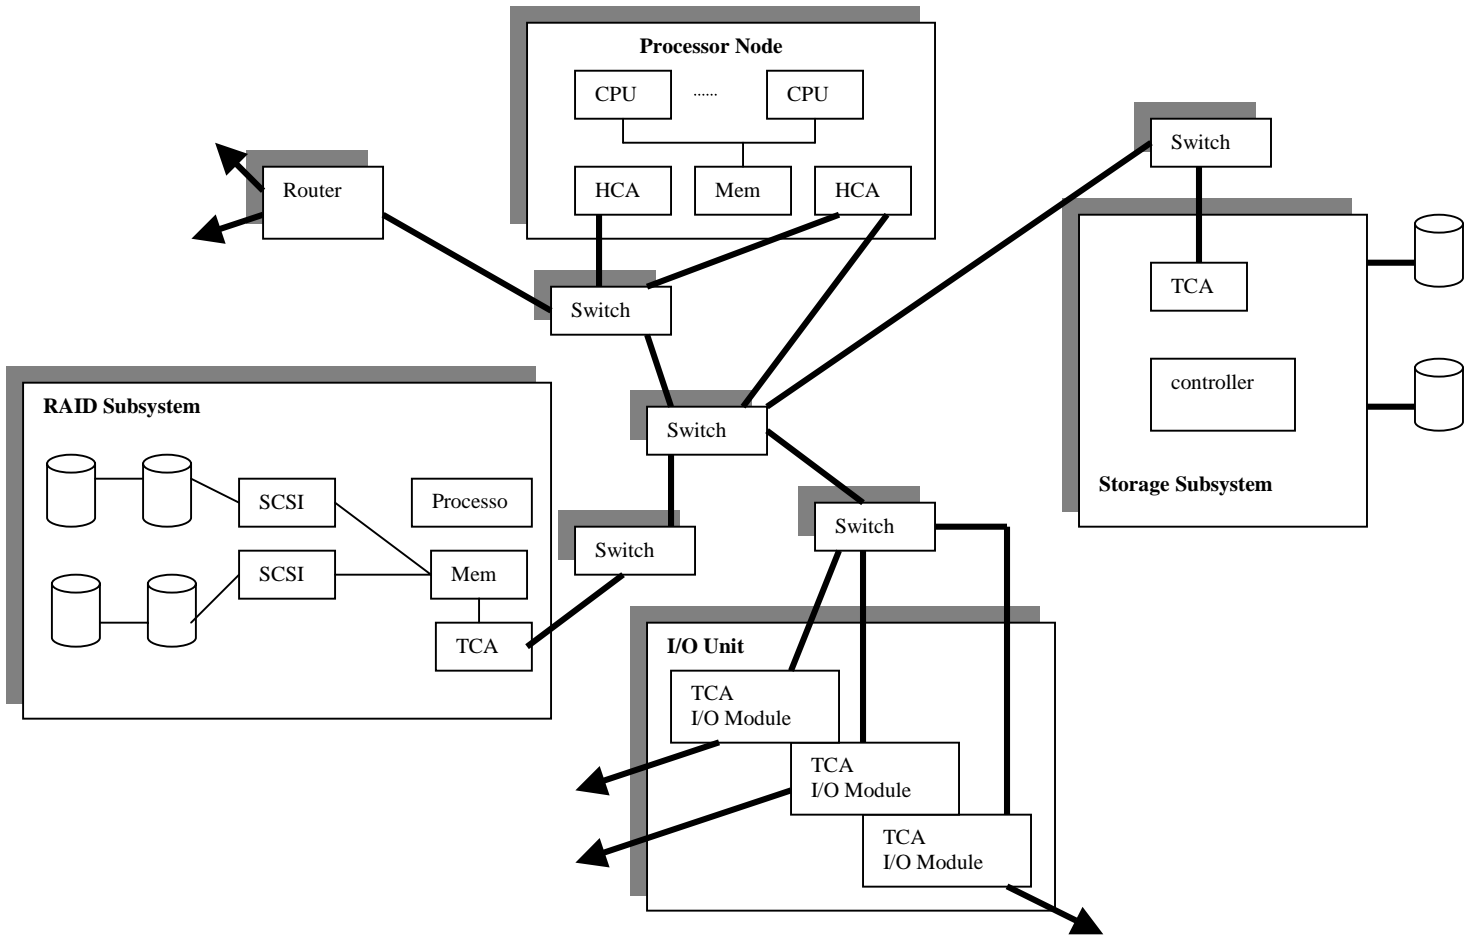 Processor Node
CPU
......
CPU
HCA
Mem
HCA
Router
Switch
Switch
TCA
controller
Storage Subsystem
Switch
RAID Subsystem
SCSI
Processo
SCSI
Mem
TCA
Switch
Switch
I/O Unit
TCA
I/O Module
TCA
I/O Module
TCA
I/O Module